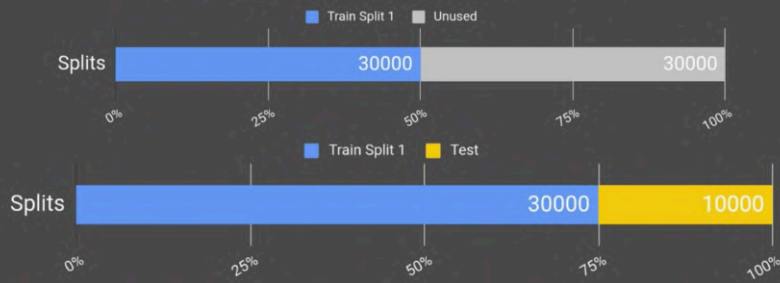 Train Split 1 Unused
Splits 30000 30000
0% 25% 50% 75% 100%
Train Split 1 Test
Splits 30000 10000
0% 25% 50% 75% 100%